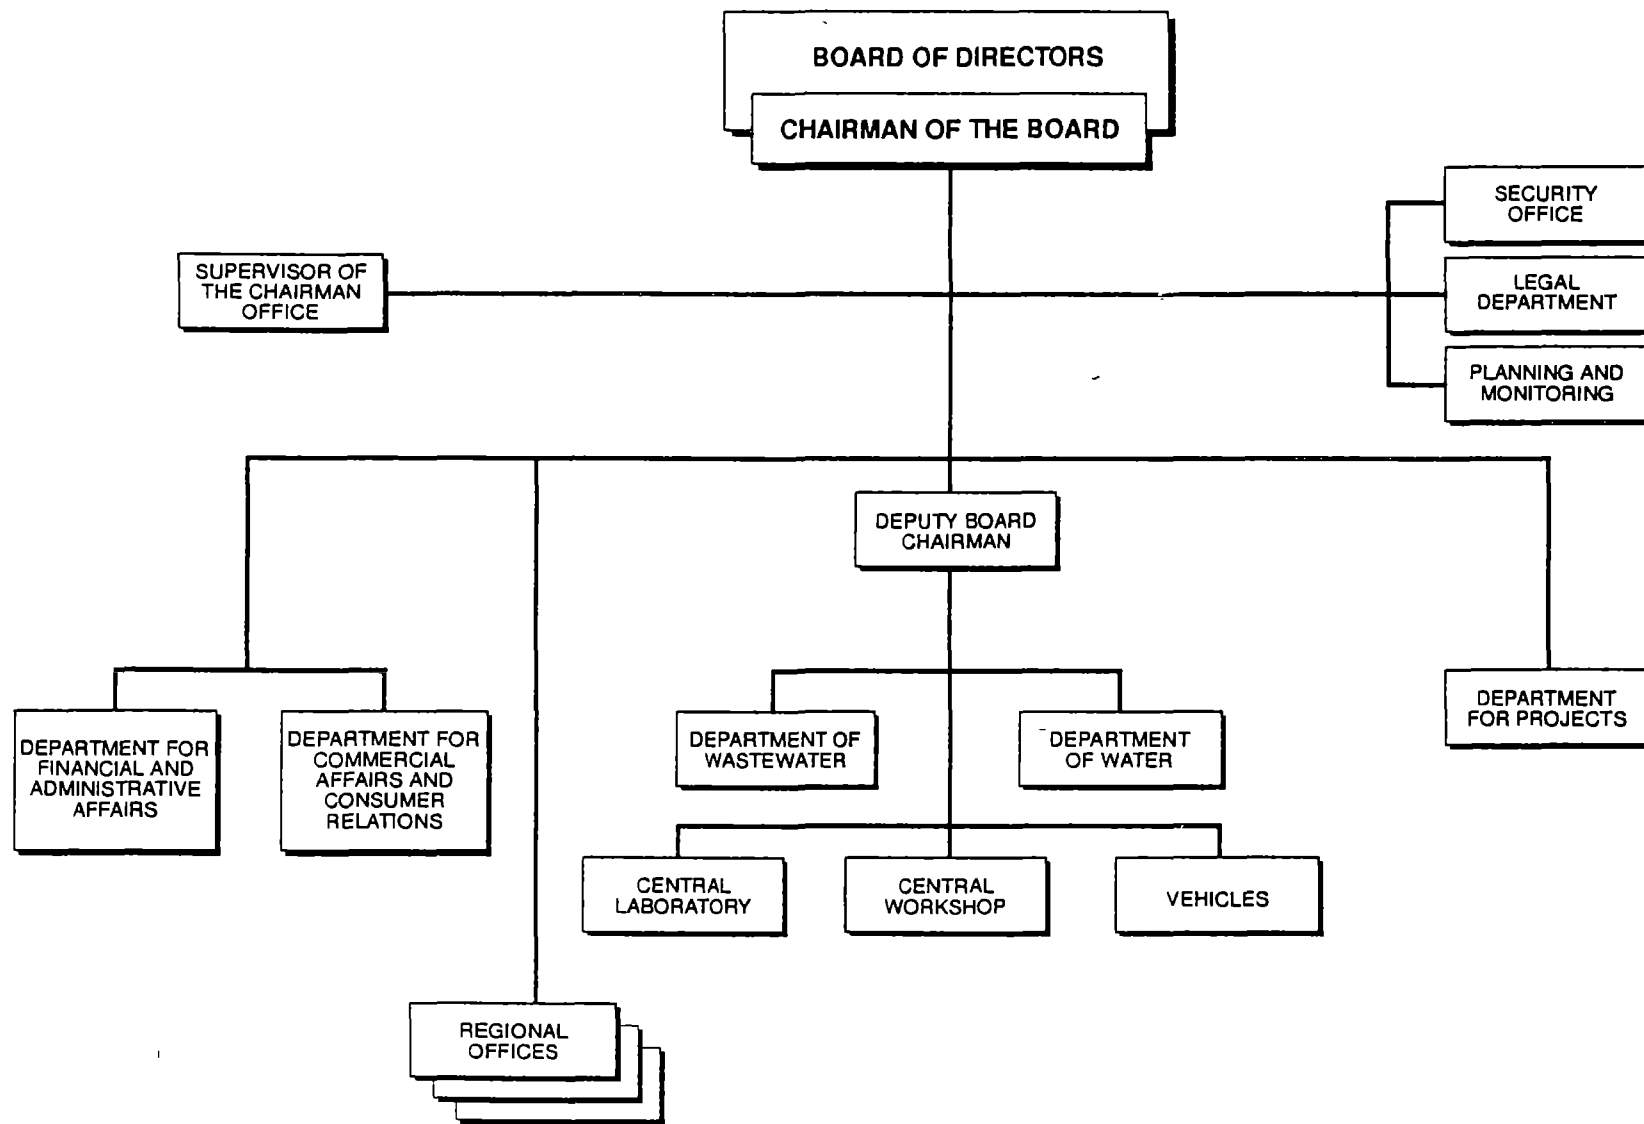 BOARD OF DIRECTORS
CHAIRMAN OF THE BOARD
SECURITY
OFFICE
SUPERVISOR OF
THE CHAIRMAN
OFFICE
LEGAL
DEPARTMENT
PLANNING AND
MONITORING
DEPUTY BOARD
CHAIRMAN
DEPARTMENT FOR
FINANCIAL AND
ADMINISTRATIVE
AFFAIRS
DEPARTMENT FOR
COMMERCIAL
AFFAIRS AND
CONSUMER
RELATIONS
DEPARTMENT OF
WASTEWATER
DEPARTMENT
OF WATER
DEPARTMENT
FOR PROJECTS
CENTRAL
LABORATORY
CENTRAL
WORKSHOP
VEHICLES
REGIONAL
OFFICES